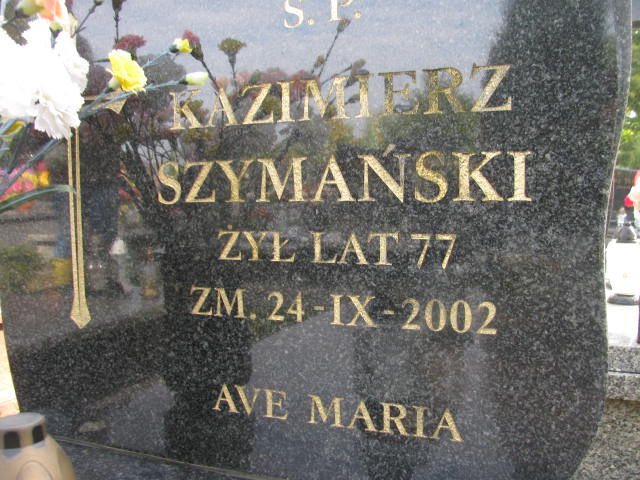 Ś. P.
KAZIMIERZ
SZYMAŃSKI
ŻYŁ LAT 77
ZM. 24-IX-2002
AVE MARIA